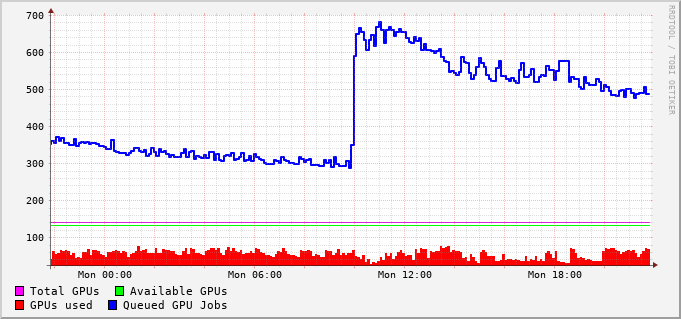 700
600
500
400
300
200
100
Mon 00:00 Mon 06:00 Mon 12:00 Mon 18:00
Total GPUs Available GPUs
GPUs used Queued GPU Jobs
RRDTOOL / TOBI OETIKER